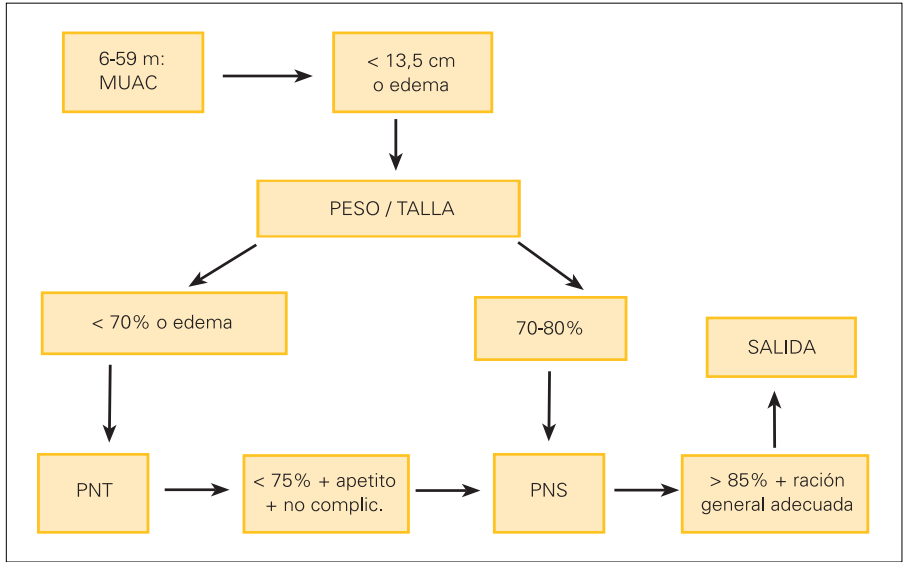 6-59 m:
MUAC
< 13,5 cm
o edema
PESO / TALLA
< 70% o edema
70-80%
SALIDA
PNT
< 75% + apetito
+ no complic.
PNS
> 85% + ración
general adecuada